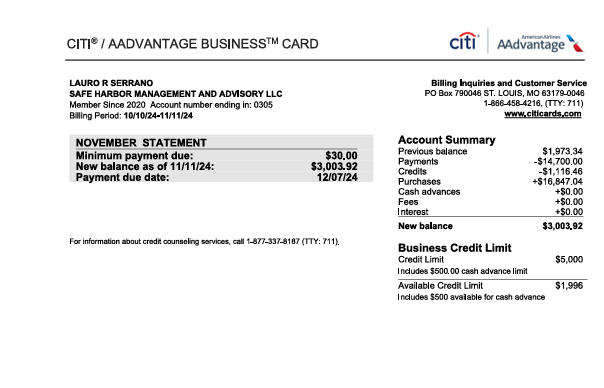 CITI® / AADVANTAGE BUSINESS™ CARD
citi
American Airlines
AAdvantage
LAURO R SERRANO
SAFE HARBOR MANAGEMENT AND ADVISORY LLC
Member Since 2020 Account number ending in: 0305
Billing Period: 10/10/24-11/11/24
Billing Inquiries and Customer Service
PO Box 790046 ST. LOUIS, MO 63179-0046
1-866-458-4216, (TTY: 711)
www.citicards.com
NOVEMBER STATEMENT
Minimum payment due: $30.00
New balance as of 11/11/24: $3,003.92
Payment due date: 12/07/24
For information about credit counseling services, call 1-877-337-8187 (TTY: 711).
Account Summary
Previous balance $1,973.34
Payments -$14,700.00
Credits -$1,116.46
Purchases +$16,847.04
Cash advances +$0.00
Fees +$0.00
Interest +$0.00
New balance $3,003.92
Business Credit Limit
Credit Limit $5,000
Includes $500.00 cash advance limit
Available Credit Limit $1,996
Includes $500 available for cash advance